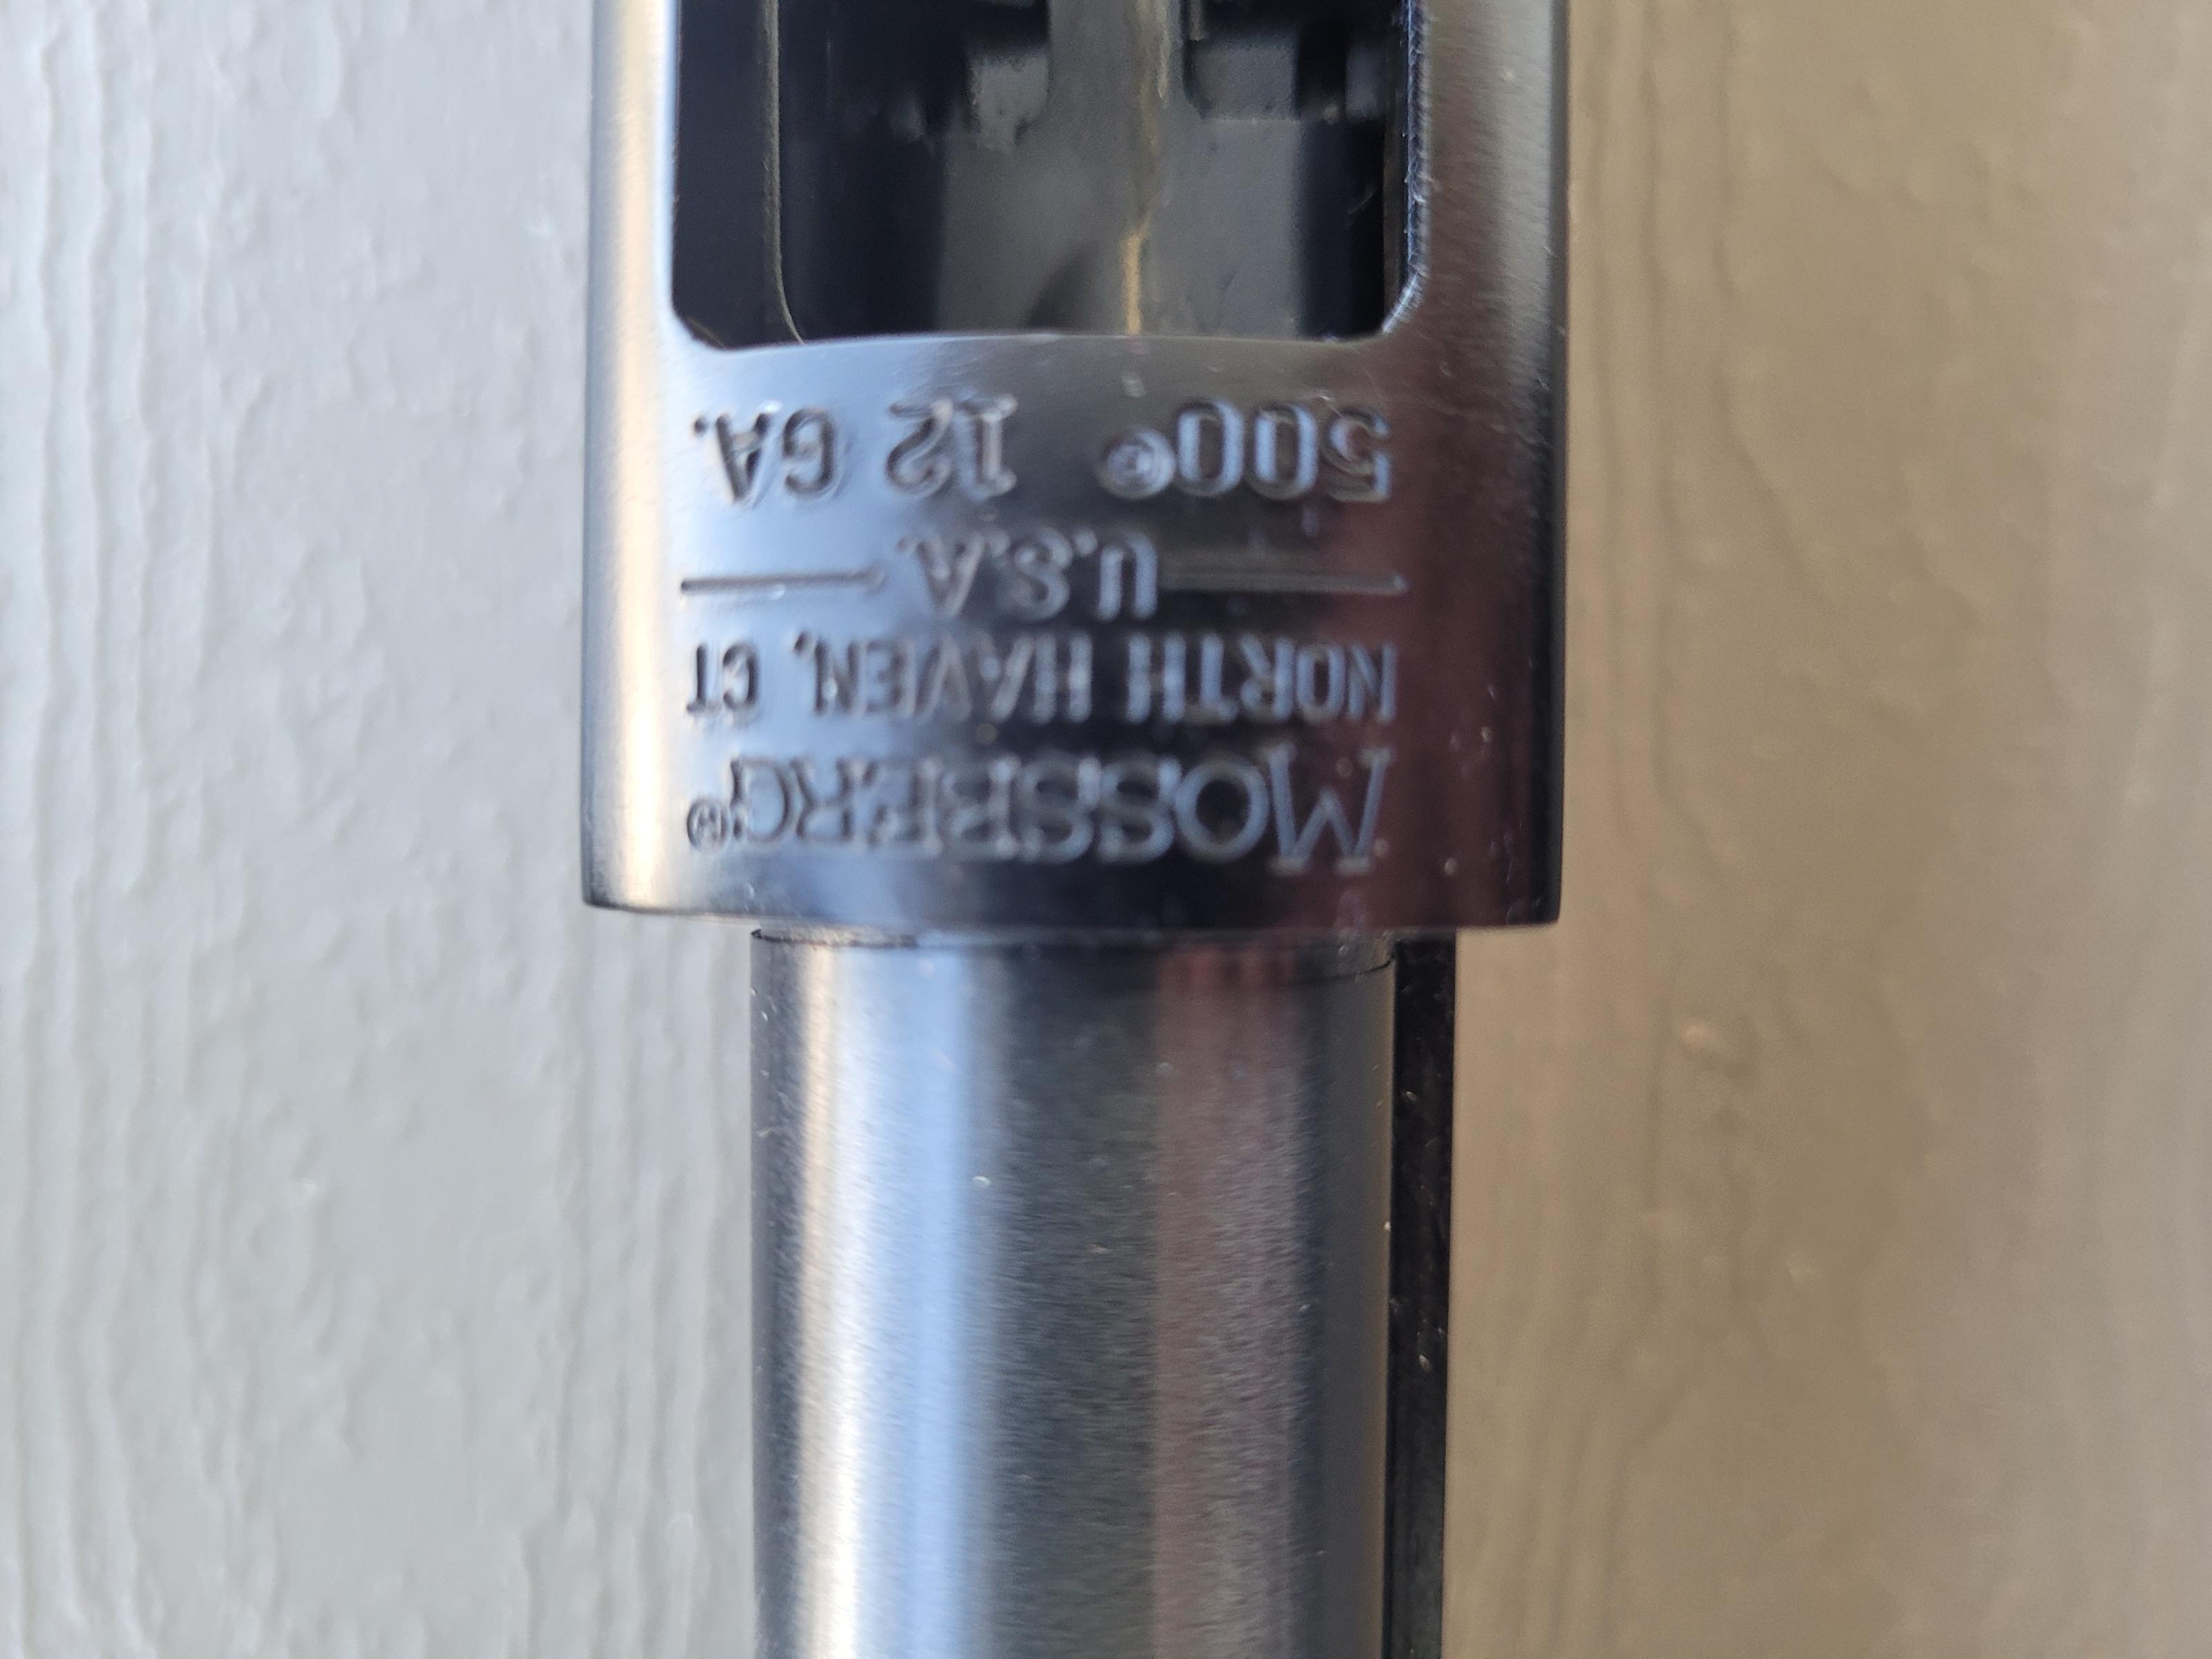 MOSSBERG®
NORTH HAVEN, CT
U.S.A.
500® 12 GA.